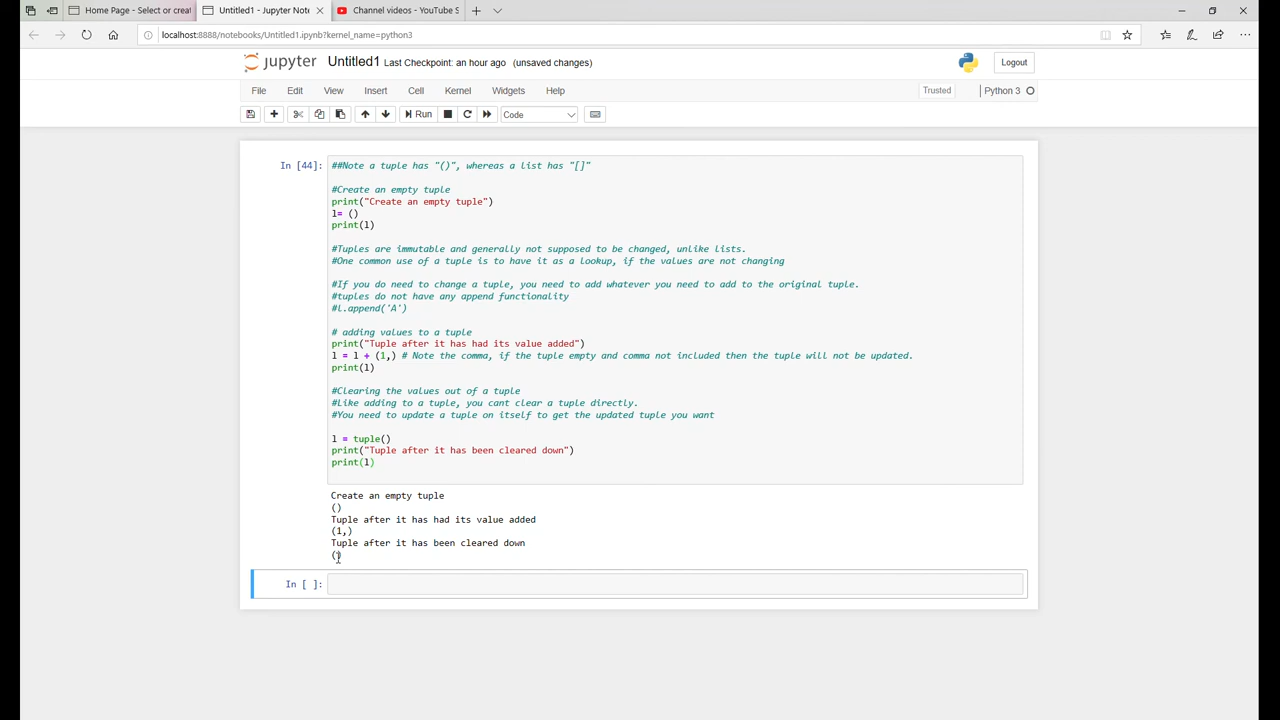 Home Page - Select or creat
Untitled1 - Jupyter Note
Channel videos - YouTube S
localhost:8888/notebooks/Untitled1.ipynb?kernel_name=python3
jupyter Untitled1 Last Checkpoint: an hour ago (unsaved changes)
Logout
File Edit View Insert Cell Kernel Widgets Help
Trusted
Python 3
Run
Code
In [44]:
##Note a tuple has "()", whereas a list has "[]"
#Create an empty tuple
print("Create an empty tuple")
l= ()
print(l)
#Tuples are immutable and generally not supposed to be changed, unlike lists.
#One common use of a tuple is to have it as a lookup, if the values are not changing
#If you do need to change a tuple, you need to add whatever you need to add to the original tuple.
#tuples do not have any append functionality
#l.append('A')
# adding values to a tuple
print("Tuple after it has had its value added")
l = l + (1,) # Note the comma, if the tuple empty and comma not included then the tuple will not be updated.
print(l)
#Clearing the values out of a tuple
#Like adding to a tuple, you cant clear a tuple directly.
#You need to update a tuple on itself to get the updated tuple you want
l = tuple()
print("Tuple after it has been cleared down")
print(l)
Create an empty tuple
()
Tuple after it has had its value added
(1,)
Tuple after it has been cleared down
()
In [ ]: